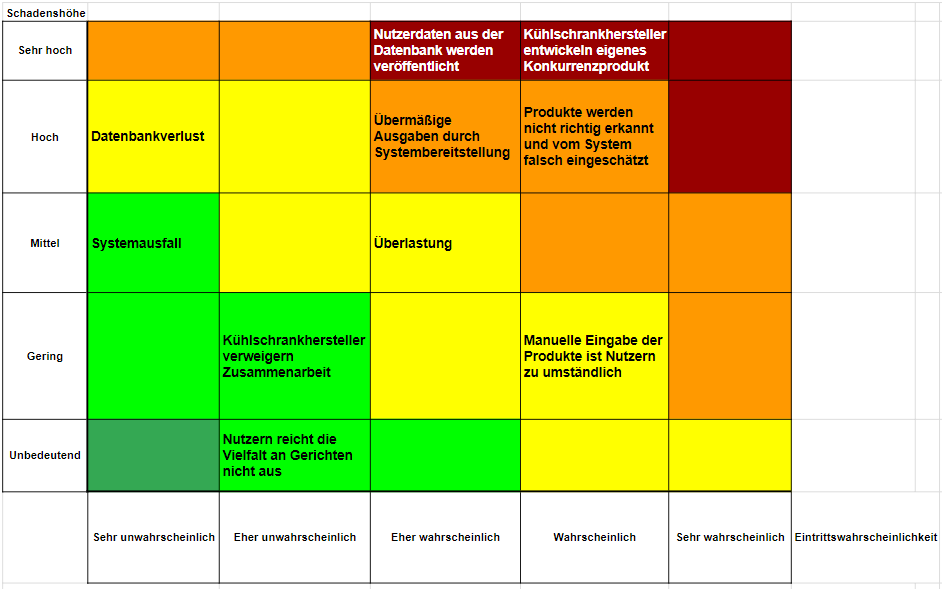 Schadenshöhe
Sehr hoch
Nutzerdaten aus der
Datenbank werden
veröffentlicht
Kühlschrankhersteller
entwickeln eigenes
Konkurrenzprodukt
Hoch
Datenbankverlust
Übermäßige
Ausgaben durch
Systembereitstellung
Produkte werden
nicht richtig erkannt
und vom System
falsch eingeschätzt
Mittel
Systemausfall
Überlastung
Gering
Kühlschrankhersteller
verweigern
Zusammenarbeit
Manuelle Eingabe der
Produkte ist Nutzern
zu umständlich
Unbedeutend
Nutzern reicht die
Vielfalt an Gerichten
nicht aus
Sehr unwahrscheinlich
Eher unwahrscheinlich
Eher wahrscheinlich
Wahrscheinlich
Sehr wahrscheinlich
Eintrittswahrscheinlichkeit